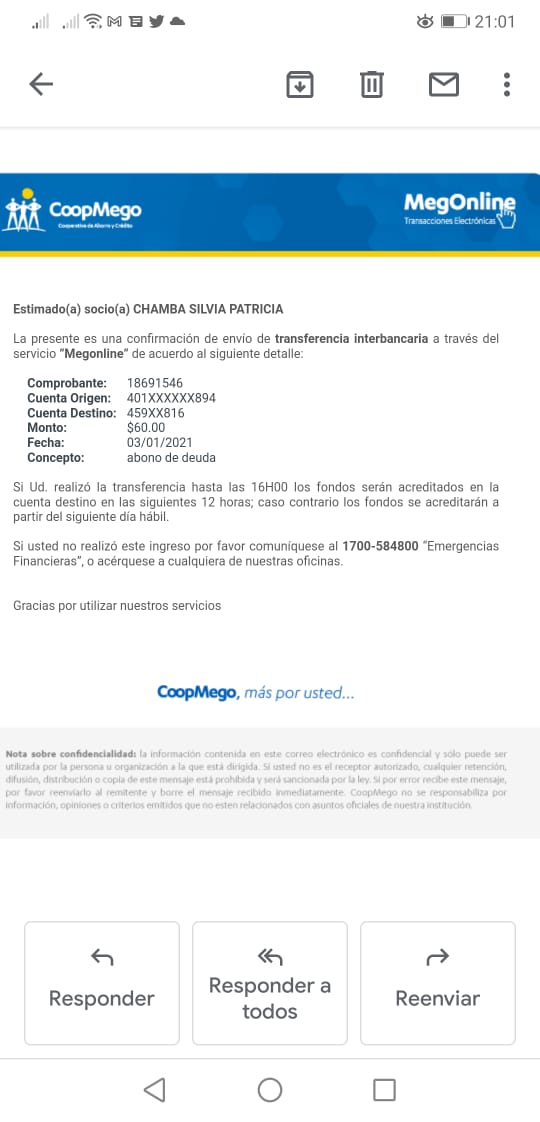 21:01
CoopMego
Cooperativa de Ahorro y Crédito
MegOnline
Transacciones Electrónicas
Estimado(a) socio(a) CHAMBA SILVIA PATRICIA
La presente es una confirmación de envío de transferencia interbancaria a través del
servicio “Megonline” de acuerdo al siguiente detalle:
Comprobante: 18691546
Cuenta Origen: 401XXXXXX894
Cuenta Destino: 459XX816
Monto: $60.00
Fecha: 03/01/2021
Concepto: abono de deuda
Si Ud. realizó la transferencia hasta las 16H00 los fondos serán acreditados en la
cuenta destino en las siguientes 12 horas; caso contrario los fondos se acreditarán a
partir del siguiente día hábil.
Si usted no realizó este ingreso por favor comuníquese al 1700-584800 “Emergencias
Financieras”, o acérquese a cualquiera de nuestras oficinas.
Gracias por utilizar nuestros servicios
CoopMego, más por usted...
Nota sobre confidencialidad: la información contenida en este correo electrónico es confidencial y sólo puede ser
utilizada por la persona u organización a la que está dirigida. Si usted no es el receptor autorizado, cualquier retención,
difusión, distribución o copia de este mensaje está prohibida y será sancionada por la ley. Si por error recibe este mensaje,
por favor reenviarlo al remitente y borre el mensaje recibido inmediatamente. CoopMego no se responsabiliza por
información, opiniones o criterios emitidos que no esten relacionados con asuntos oficiales de nuestra institución.
Responder
Responder a
todos
Reenviar